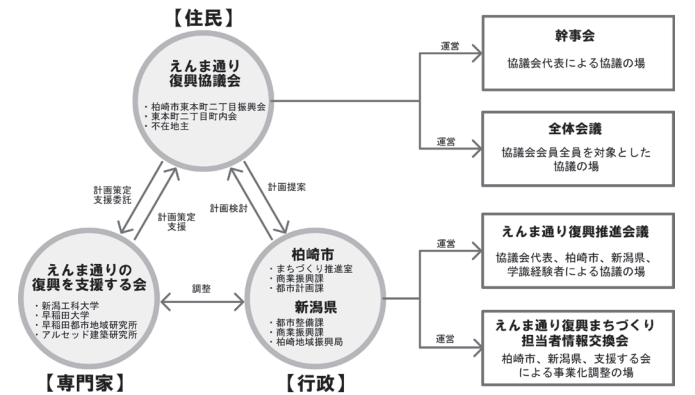 【住民】
えんま通り
復興協議会
・柏崎市東本町二丁目振興会
・東本町二丁目町内会
・不在地主
運営
幹事会
協議会代表による協議の場
運営
全体会議
協議会会員全員を対象とした
協議の場
計画策定
支援委託
計画策定
支援
計画提案
計画検討
えんま通りの
復興を支援する会
・新潟工科大学
・早稲田大学
・早稲田都市地域研究所
・アルセッド建築研究所
【専門家】
調整
柏崎市
・まちづくり推進室
・商業振興課
・都市計画課
新潟県
・都市整備課
・商業振興課
・柏崎地域振興局
【行政】
運営
えんま通り復興推進会議
協議会代表、柏崎市、新潟県、
学識経験者による協議の場
運営
えんま通り復興まちづくり
担当者情報交換会
柏崎市、新潟県、支援する会
による事業化調整の場